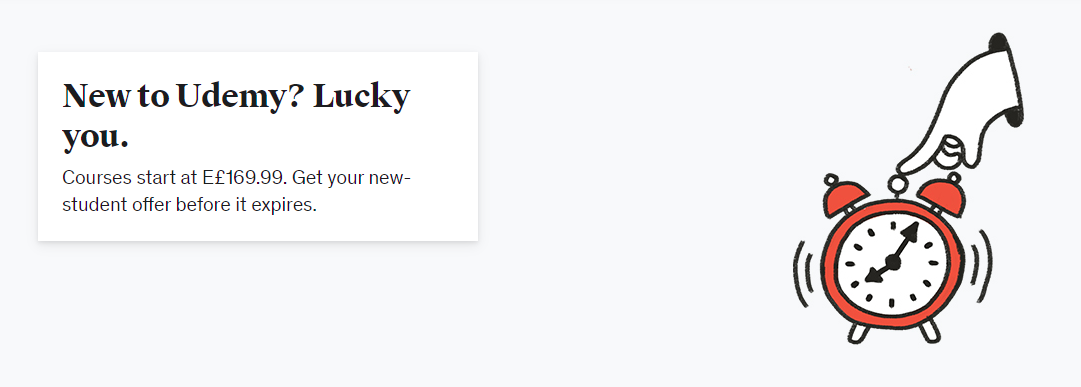 New to Udemy? Lucky
you.
Courses start at E£169.99. Get your new-
student offer before it expires.